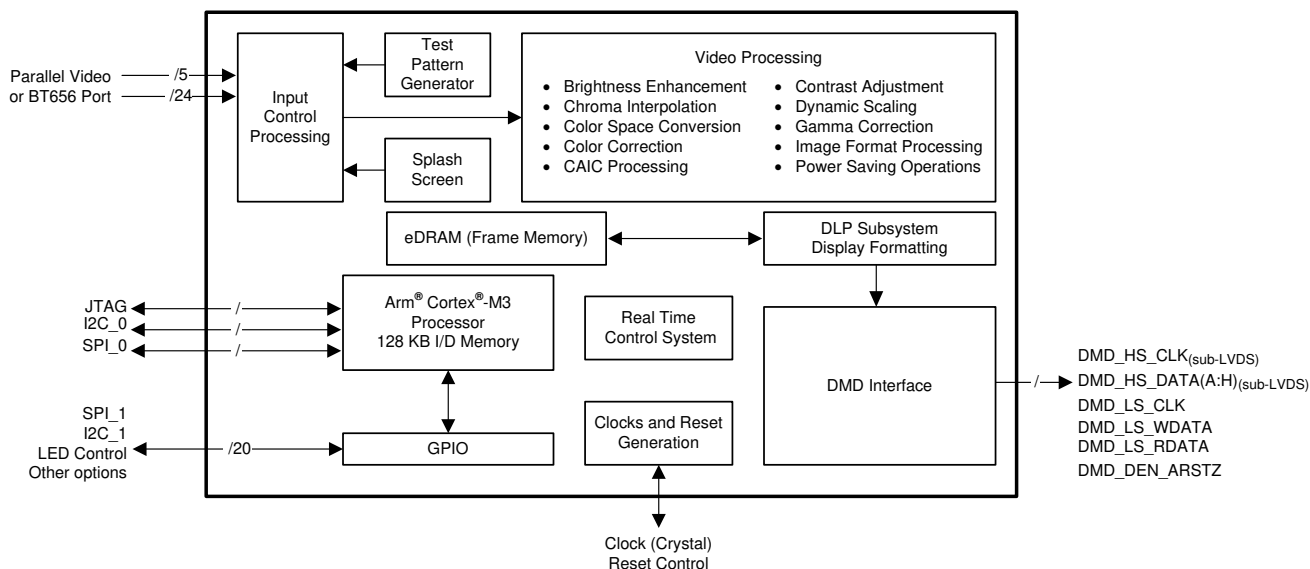 Parallel Video
or BT656 Port
/5
/24
Input
Control
Processing
Test
Pattern
Generator
Splash
Screen
Video Processing
• Brightness Enhancement
• Chroma Interpolation
• Color Space Conversion
• Color Correction
• CAIC Processing
• Contrast Adjustment
• Dynamic Scaling
• Gamma Correction
• Image Format Processing
• Power Saving Operations
eDRAM (Frame Memory)
DLP Subsystem
Display Formatting
JTAG
I2C_0
SPI_0
/
/
/
Arm® Cortex®-M3
Processor
128 KB I/D Memory
Real Time
Control System
DMD Interface
/
DMD_HS_CLK(sub-LVDS)
DMD_HS_DATA(A:H)(sub-LVDS)
DMD_LS_CLK
DMD_LS_WDATA
DMD_LS_RDATA
DMD_DEN_ARSTZ
SPI_1
I2C_1
LED Control
Other options
/20
GPIO
Clocks and Reset
Generation
Clock (Crystal)
Reset Control